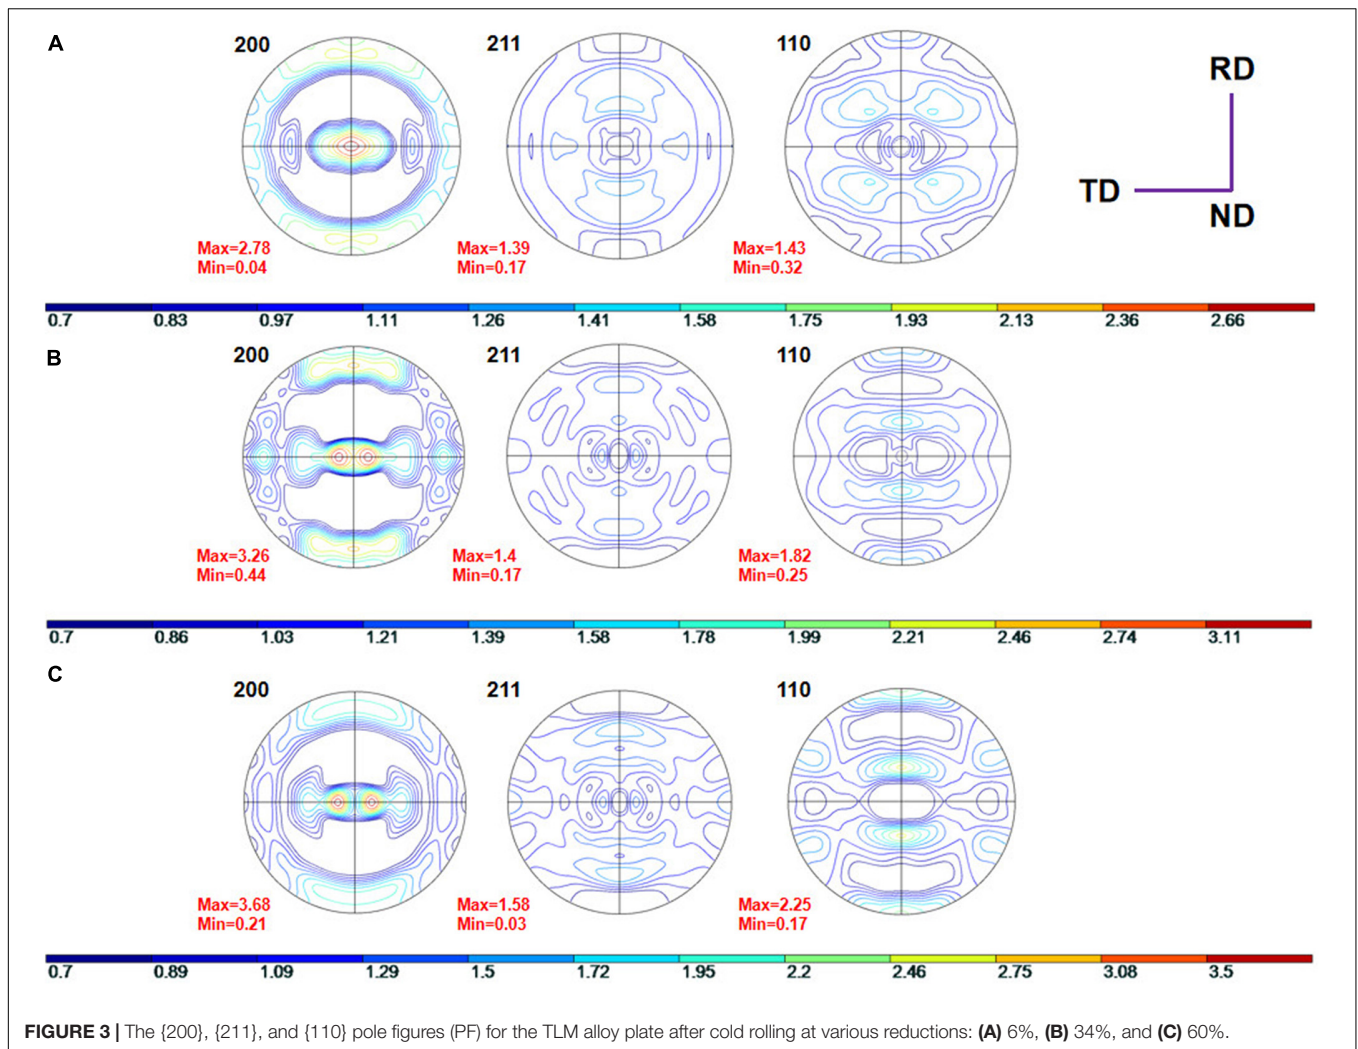 A
200
211
110
RD
TD
ND
Max=2.78
Min=0.04
Max=1.39
Min=0.17
Max=1.43
Min=0.32
0.7 0.83 0.97 1.11 1.26 1.41 1.58 1.75 1.93 2.13 2.36 2.66
B
200
211
110
Max=3.26
Min=0.44
Max=1.4
Min=0.17
Max=1.82
Min=0.25
0.7 0.86 1.03 1.21 1.39 1.58 1.78 1.99 2.21 2.46 2.74 3.11
C
200
211
110
Max=3.68
Min=0.21
Max=1.58
Min=0.03
Max=2.25
Min=0.17
0.7 0.89 1.09 1.29 1.5 1.72 1.95 2.2 2.46 2.75 3.08 3.5
FIGURE 3 | The {200}, {211}, and {110} pole figures (PF) for the TLM alloy plate after cold rolling at various reductions: (A) 6%, (B) 34%, and (C) 60%.